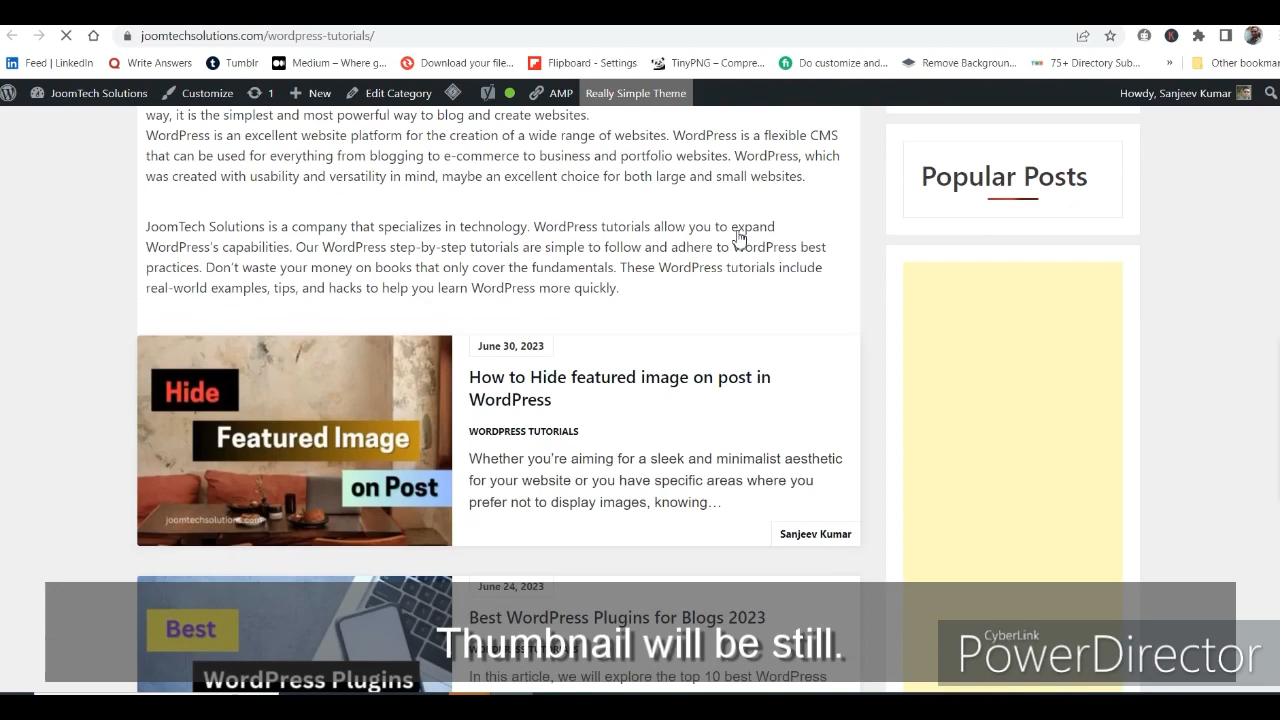 joomtechsolutions.com/wordpress-tutorials/
Feed | LinkedIn
Write Answers
Tumblr
Medium – Where g...
Download your file...
Flipboard - Settings
TinyPNG – Compre...
Do customize and...
Remove Backgroun...
75+ Directory Sub...
»
Other bookmar
JoomTech Solutions
Customize
1
New
Edit Category
AMP
Really Simple Theme
Howdy, Sanjeev Kumar
way, it is the simplest and most powerful way to blog and create websites.
WordPress is an excellent website platform for the creation of a wide range of websites. WordPress is a flexible CMS
that can be used for everything from blogging to e-commerce to business and portfolio websites. WordPress, which
was created with usability and versatility in mind, maybe an excellent choice for both large and small websites.
JoomTech Solutions is a company that specializes in technology. WordPress tutorials allow you to expand
WordPress's capabilities. Our WordPress step-by-step tutorials are simple to follow and adhere to WordPress best
practices. Don't waste your money on books that only cover the fundamentals. These WordPress tutorials include
real-world examples, tips, and hacks to help you learn WordPress more quickly.
Popular Posts
Hide
Featured Image
on Post
joomtechsolutions.com
June 30, 2023
How to Hide featured image on post in
WordPress
WORDPRESS TUTORIALS
Whether you're aiming for a sleek and minimalist aesthetic
for your website or you have specific areas where you
prefer not to display images, knowing…
Sanjeev Kumar
Best
WordPress Plugins
June 24, 2023
Best WordPress Plugins for Blogs 2023
WORDPRESS TUTORIALS
In this article, we will explore the top 10 best WordPress
Thumbnail will be still.
CyberLink
PowerDirector